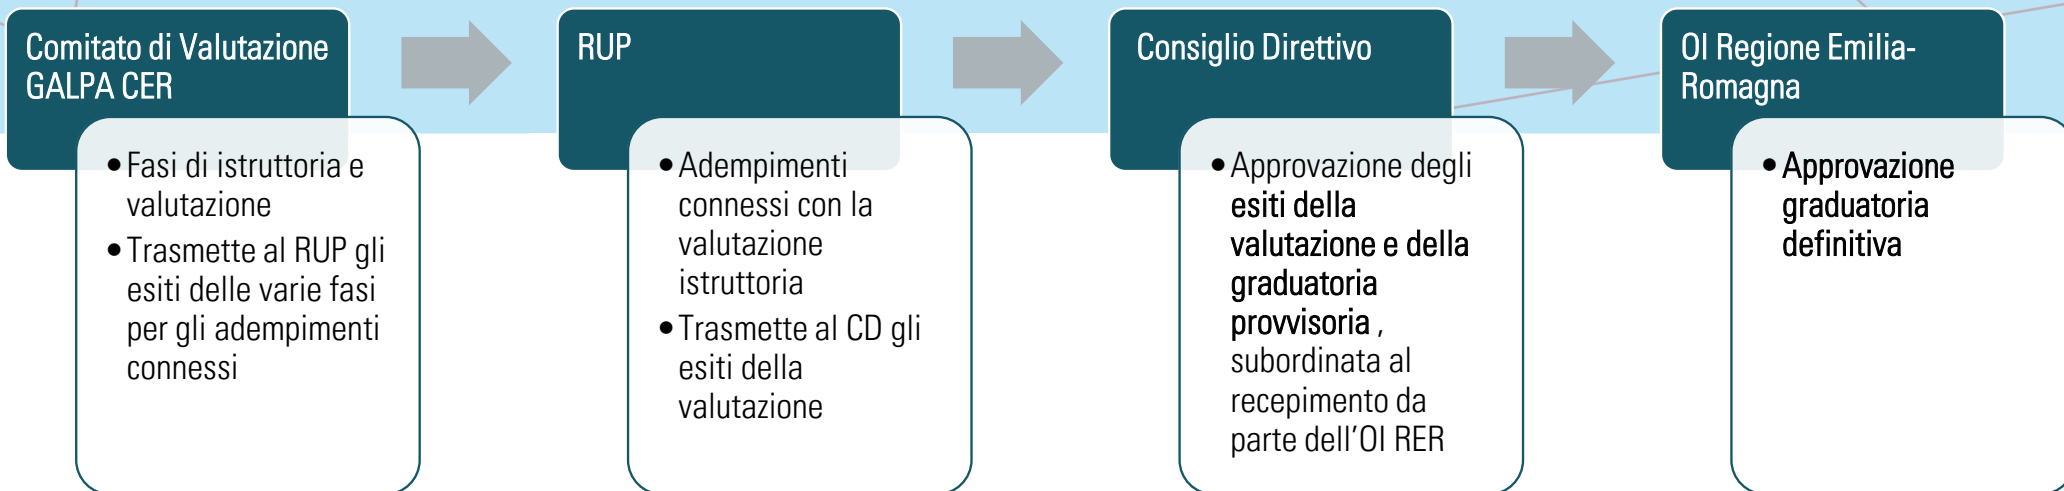 Comitato di Valutazione
GALPA CER
• Fasi di istruttoria e
valutazione
• Trasmette al RUP gli
esiti delle varie fasi
per gli adempimenti
connessi
RUP
• Adempimenti
connessi con la
valutazione
istruttoria
• Trasmette al CD gli
esiti della
valutazione
Consiglio Direttivo
• Approvazione degli
esiti della
valutazione e della
graduatoria
provvisoria ,
subordinata al
recepimento da
parte dell'OI RER
OI Regione Emilia-
Romagna
• Approvazione
graduatoria
definitiva